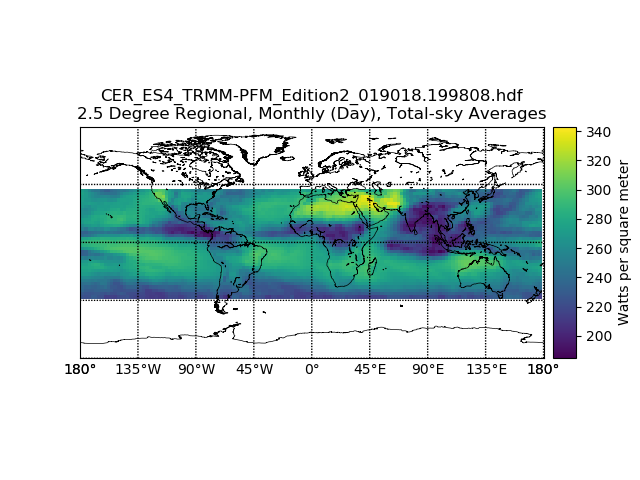 CER_ES4_TRMM-PFM_Edition2_019018.199808.hdf
2.5 Degree Regional, Monthly (Day), Total-sky Averages
340
320
300
280
260
240
220
200
Watts per square meter
180° 135°W 90°W 45°W 0° 45°E 90°E 135°E 180°